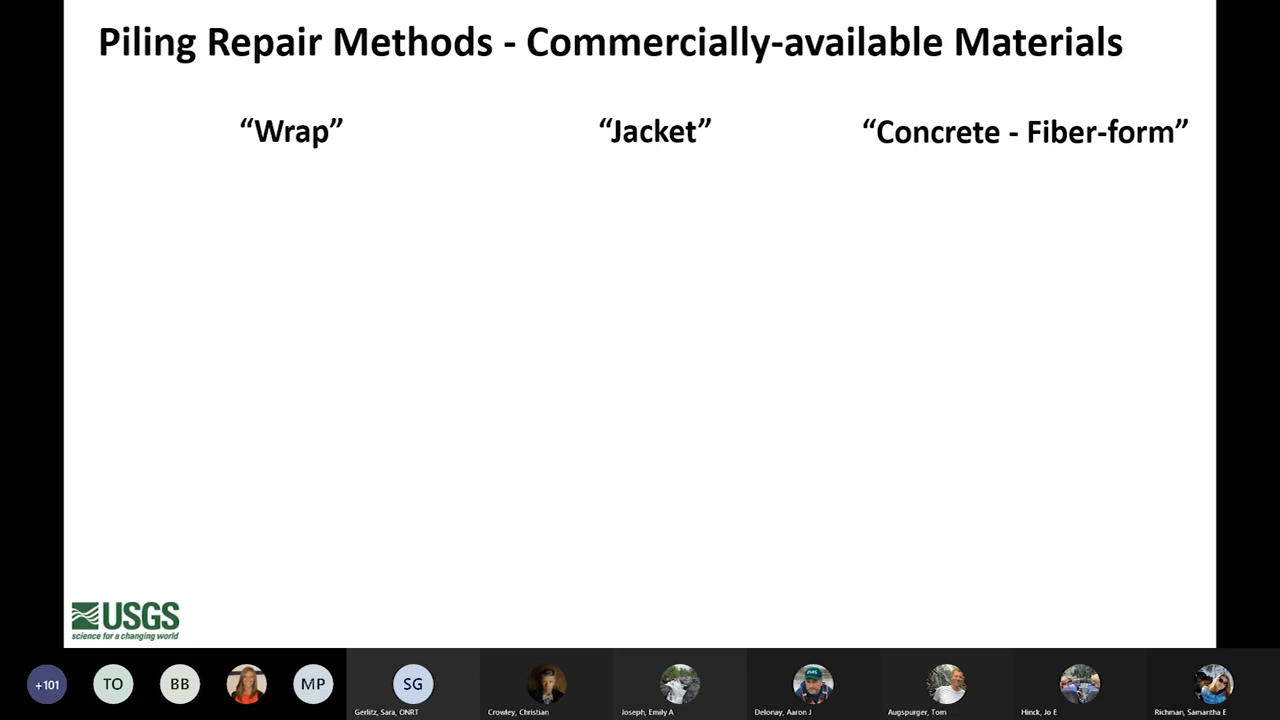 Piling Repair Methods - Commercially-available Materials
“Wrap” “Jacket” “Concrete - Fiber-form”
USGS
science for a changing world
+101 TO BB MP SG
Gerlitz, Sara, ONRT Crowley, Christian Joseph, Emily A Delonay, Aaron J Augspurger, Tom Hinck, Jo E Richman, Samantha E